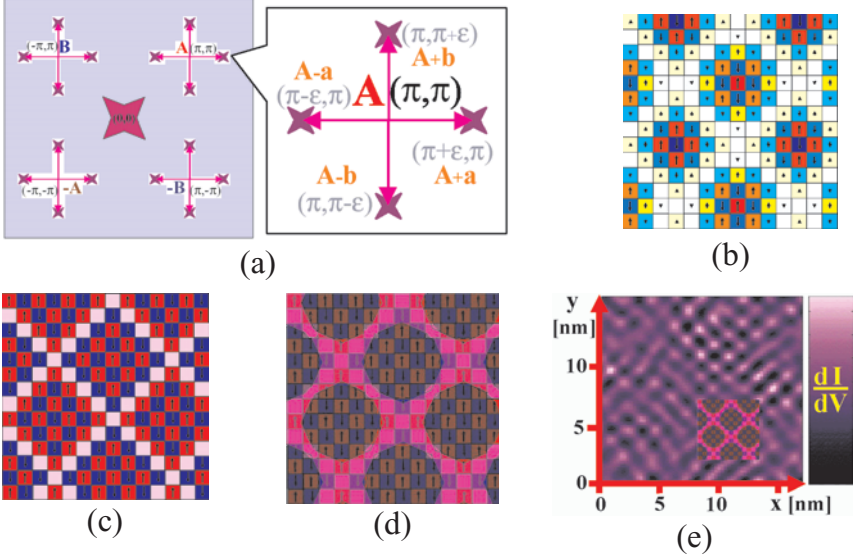 (-π,π)B
A(π,π)
(0,0)
(-π,-π) -A
-B (π,-π)
(π,π+ε)
A+b
A-a
(π-ε,π)
A (π,π)
(π+ε,π)
A+a
A-b
(π,π-ε)
(a)
(b)
(c)
(d)
y
[nm]
10
5
0
0
5
10
x [nm]
dI
dV
(e)